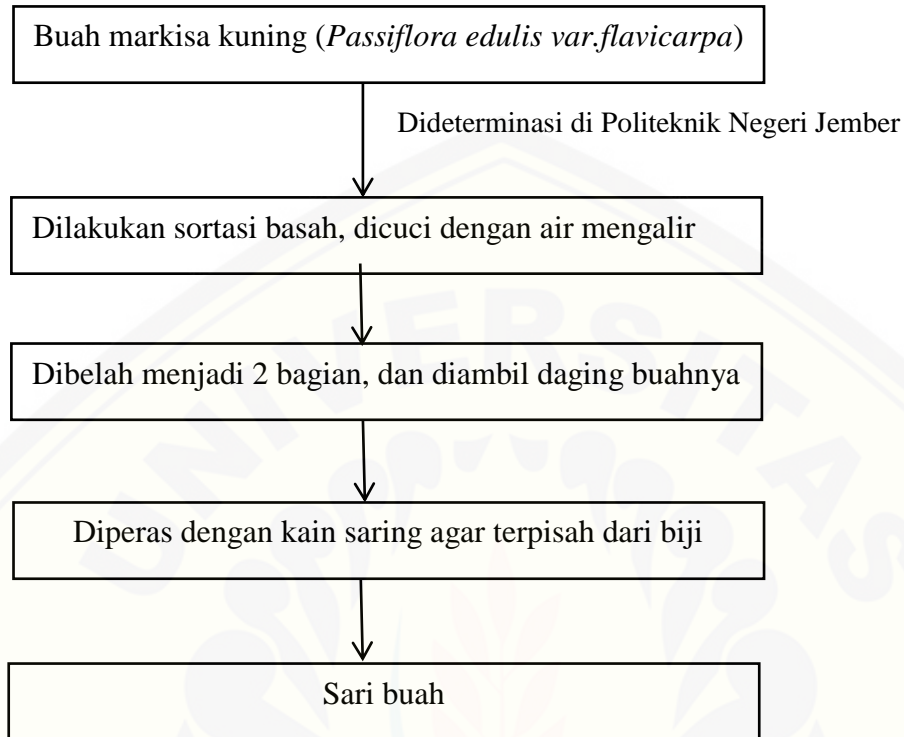 Buah markisa kuning (Passiflora edulis var.flavicarpa)
Dideterminasi di Politeknik Negeri Jember
Dilakukan sortasi basah, dicuci dengan air mengalir
Dibelah menjadi 2 bagian, dan diambil daging buahnya
Diperas dengan kain saring agar terpisah dari biji
Sari buah
UNIVERSITAS